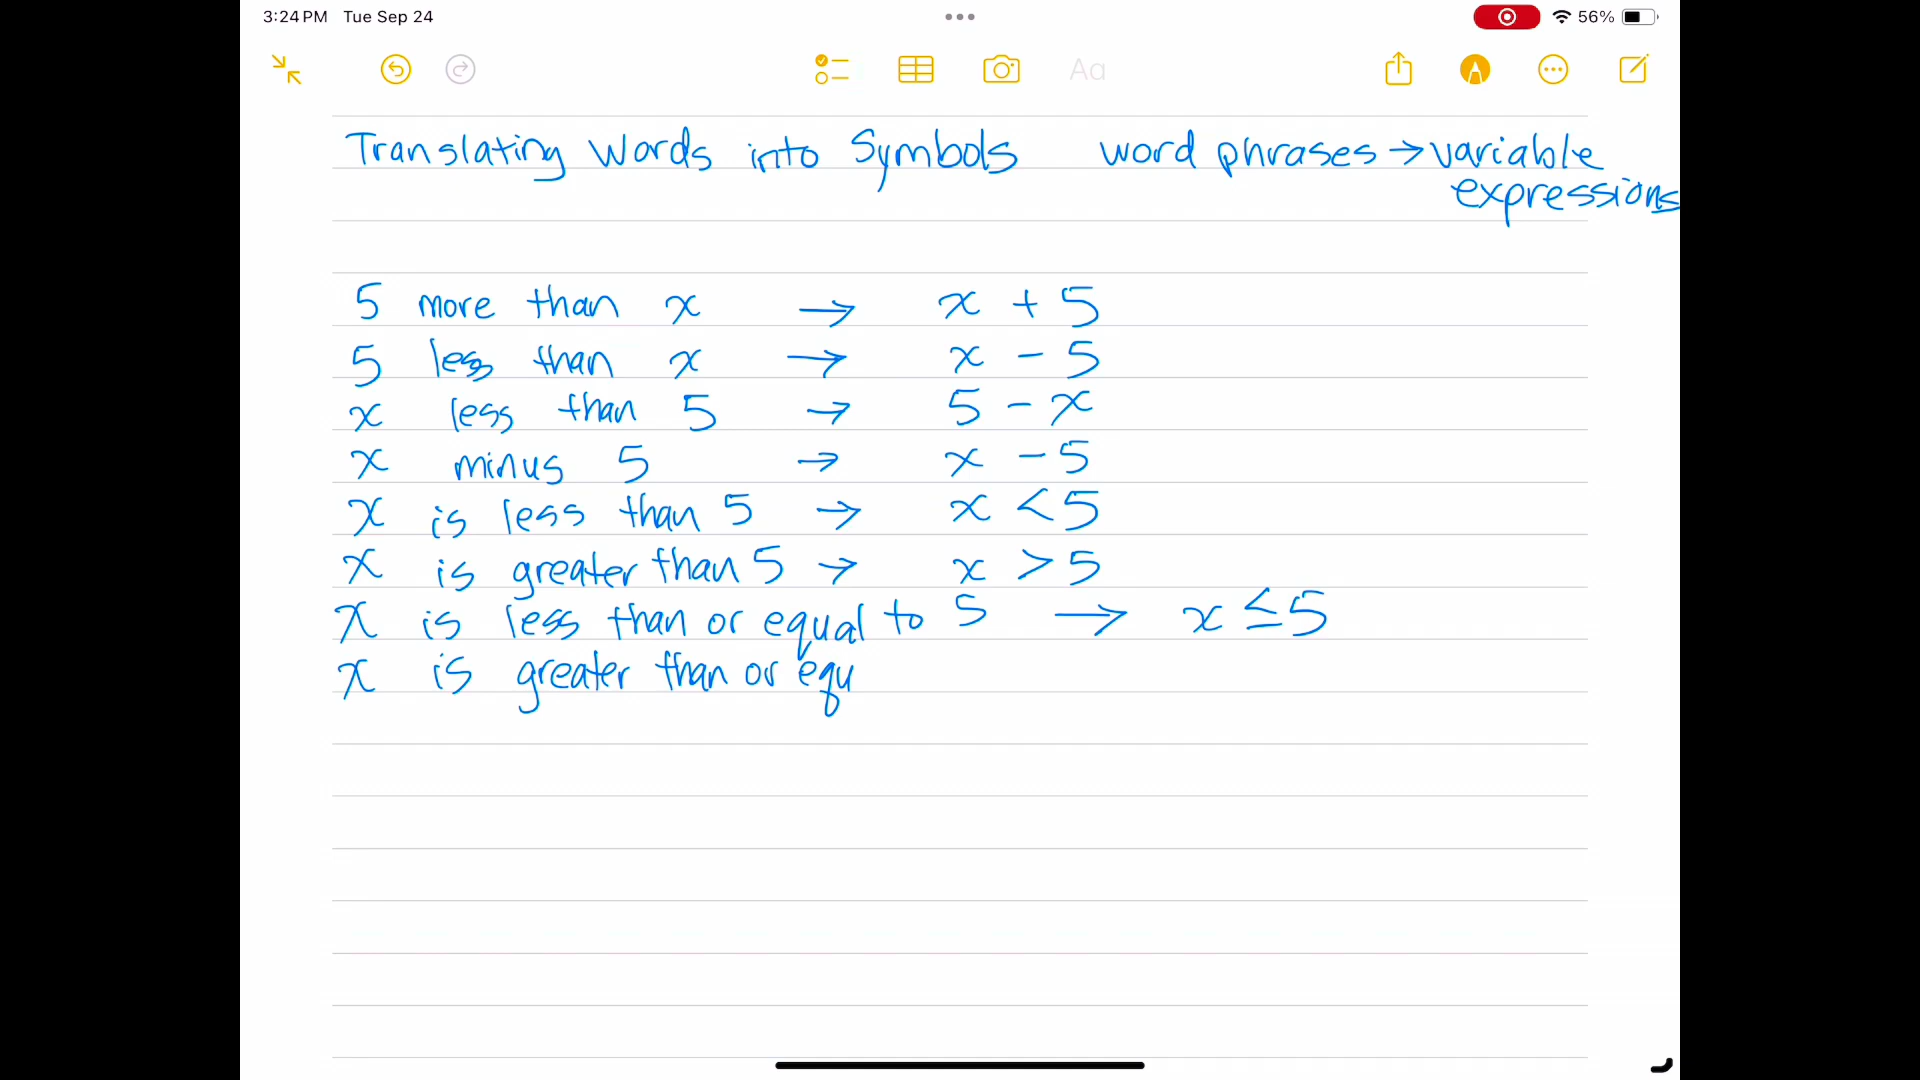 3:24 PM Tue Sep 24 56%
Aa
Translating Words into Symbols word phrases → variable
expressions
5 more than x → x + 5
5 less than x → x - 5
x less than 5 → 5 - x
x minus 5 → x - 5
x is less than 5 → x < 5
x is greater than 5 → x > 5
x is less than or equal to 5 → x ≤ 5
x is greater than or equ